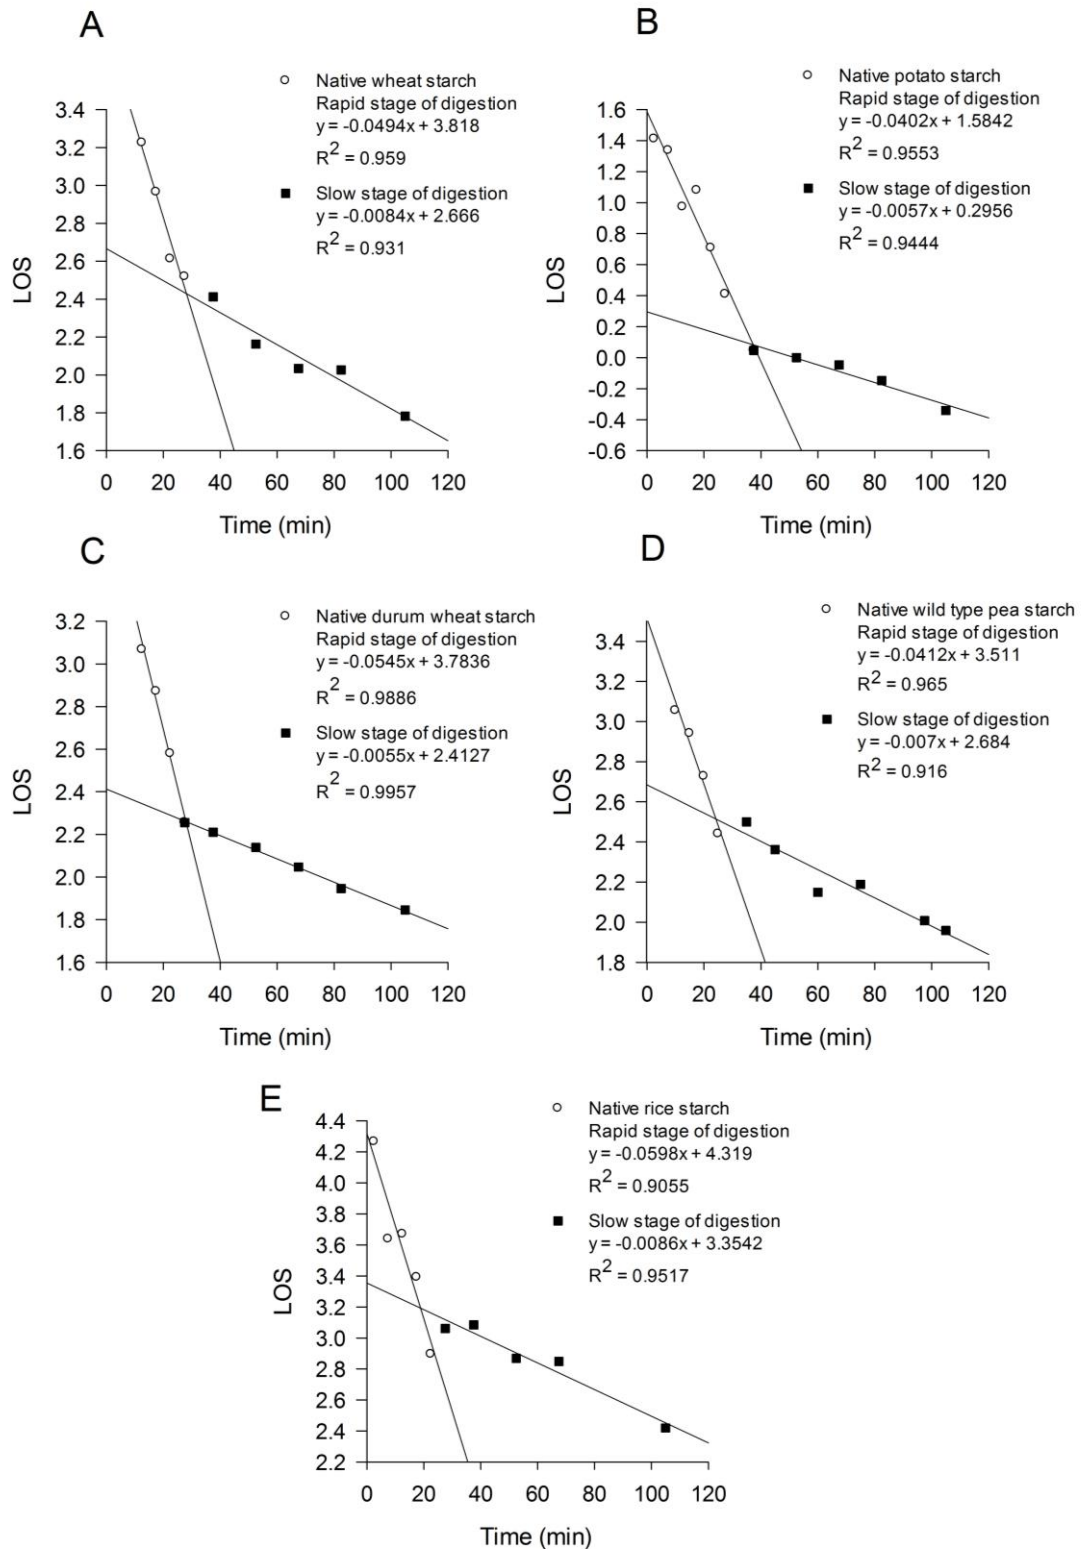 A
Native wheat starch
Rapid stage of digestion
y = -0.0494x + 3.818
R² = 0.959
Slow stage of digestion
y = -0.0084x + 2.666
R² = 0.931
LOS
3.4
3.2
3.0
2.8
2.6
2.4
2.2
2.0
1.8
1.6
0 20 40 60 80 100 120
Time (min)
B
Native potato starch
Rapid stage of digestion
y = -0.0402x + 1.5842
R² = 0.9553
Slow stage of digestion
y = -0.0057x + 0.2956
R² = 0.9444
LOS
1.6
1.4
1.2
1.0
0.8
0.6
0.4
0.2
0.0
-0.2
-0.4
-0.6
0 20 40 60 80 100 120
Time (min)
C
Native durum wheat starch
Rapid stage of digestion
y = -0.0545x + 3.7836
R² = 0.9886
Slow stage of digestion
y = -0.0055x + 2.4127
R² = 0.9957
LOS
3.2
3.0
2.8
2.6
2.4
2.2
2.0
1.8
1.6
0 20 40 60 80 100 120
Time (min)
D
Native wild type pea starch
Rapid stage of digestion
y = -0.0412x + 3.511
R² = 0.965
Slow stage of digestion
y = -0.007x + 2.684
R² = 0.916
LOS
3.4
3.2
3.0
2.8
2.6
2.4
2.2
2.0
1.8
0 20 40 60 80 100 120
Time (min)
E
Native rice starch
Rapid stage of digestion
y = -0.0598x + 4.319
R² = 0.9055
Slow stage of digestion
y = -0.0086x + 3.3542
R² = 0.9517
LOS
4.4
4.2
4.0
3.8
3.6
3.4
3.2
3.0
2.8
2.6
2.4
2.2
0 20 40 60 80 100 120
Time (min)